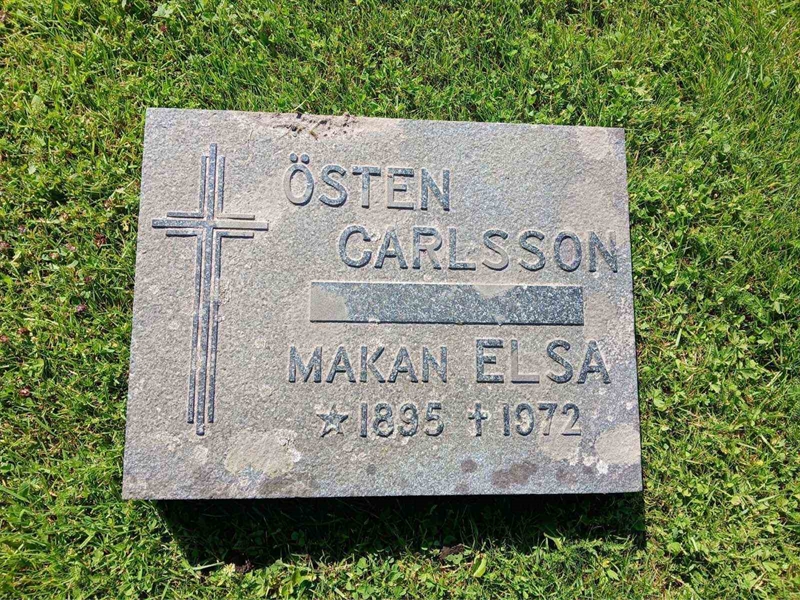 ÖSTEN
CARLSSON
MAKAN ELSA
★ 1895 ✝ 1972